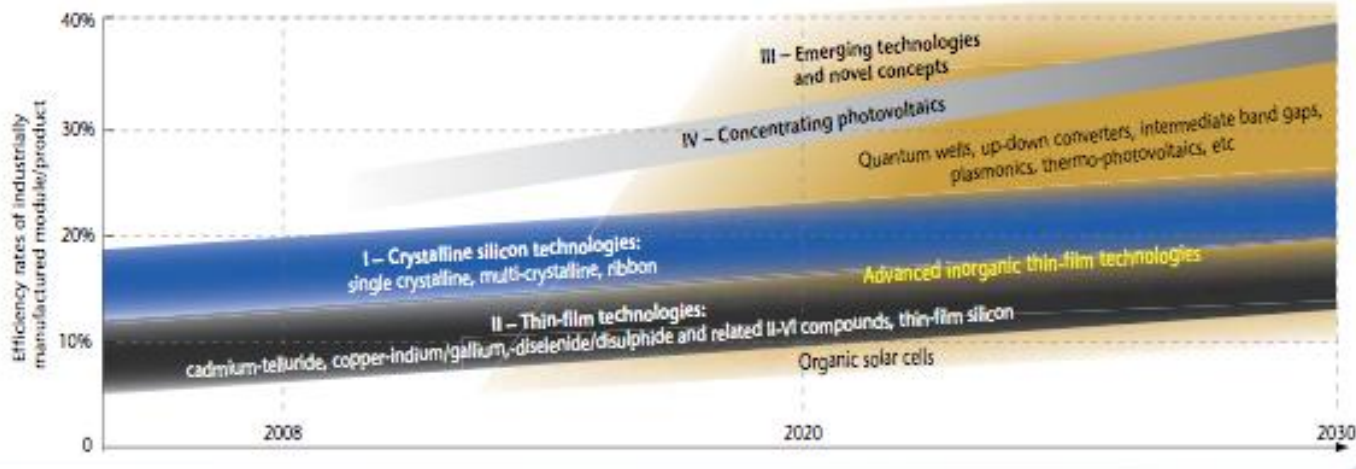 Efficiency rates of industrially
manufactured module/product
40%
30%
20%
10%
0
III – Emerging technologies
and novel concepts
IV – Concentrating photovoltaics
Quantum wells, up-down converters, intermediate band gaps,
plasmonics, thermo-photovoltaics, etc
I – Crystalline silicon technologies:
single crystalline, multi-crystalline, ribbon
Advanced inorganic thin-film technologies
II – Thin-film technologies:
cadmium-telluride, copper-indium/gallium,-diselenide/disulphide and related II-VI compounds, thin-film silicon
Organic solar cells
2008
2020
2030